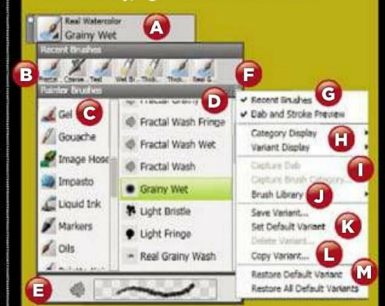 Real Watercolor
Grainy Wet
A
Recent Brushes
B
F
Painter Brushes
Gel
C
Gouache
Image Hose
Impasto
Liquid Ink
Markers
Oils
D
Fractal Wash Fringe
Fractal Wash Wet
Fractal Wash
Grainy Wet
Light Bristle
Light Fringe
Real Grainy Wash
E
Recent Brushes
G
Dab and Stroke Preview
Category Display
H
Variant Display
Capture Dab
I
Capture Brush Category...
Brush Library
J
Save Variant...
Set Default Variant
K
Delete Variant...
Copy Variant...
L
Restore Default Variant
M
Restore All Default Variants